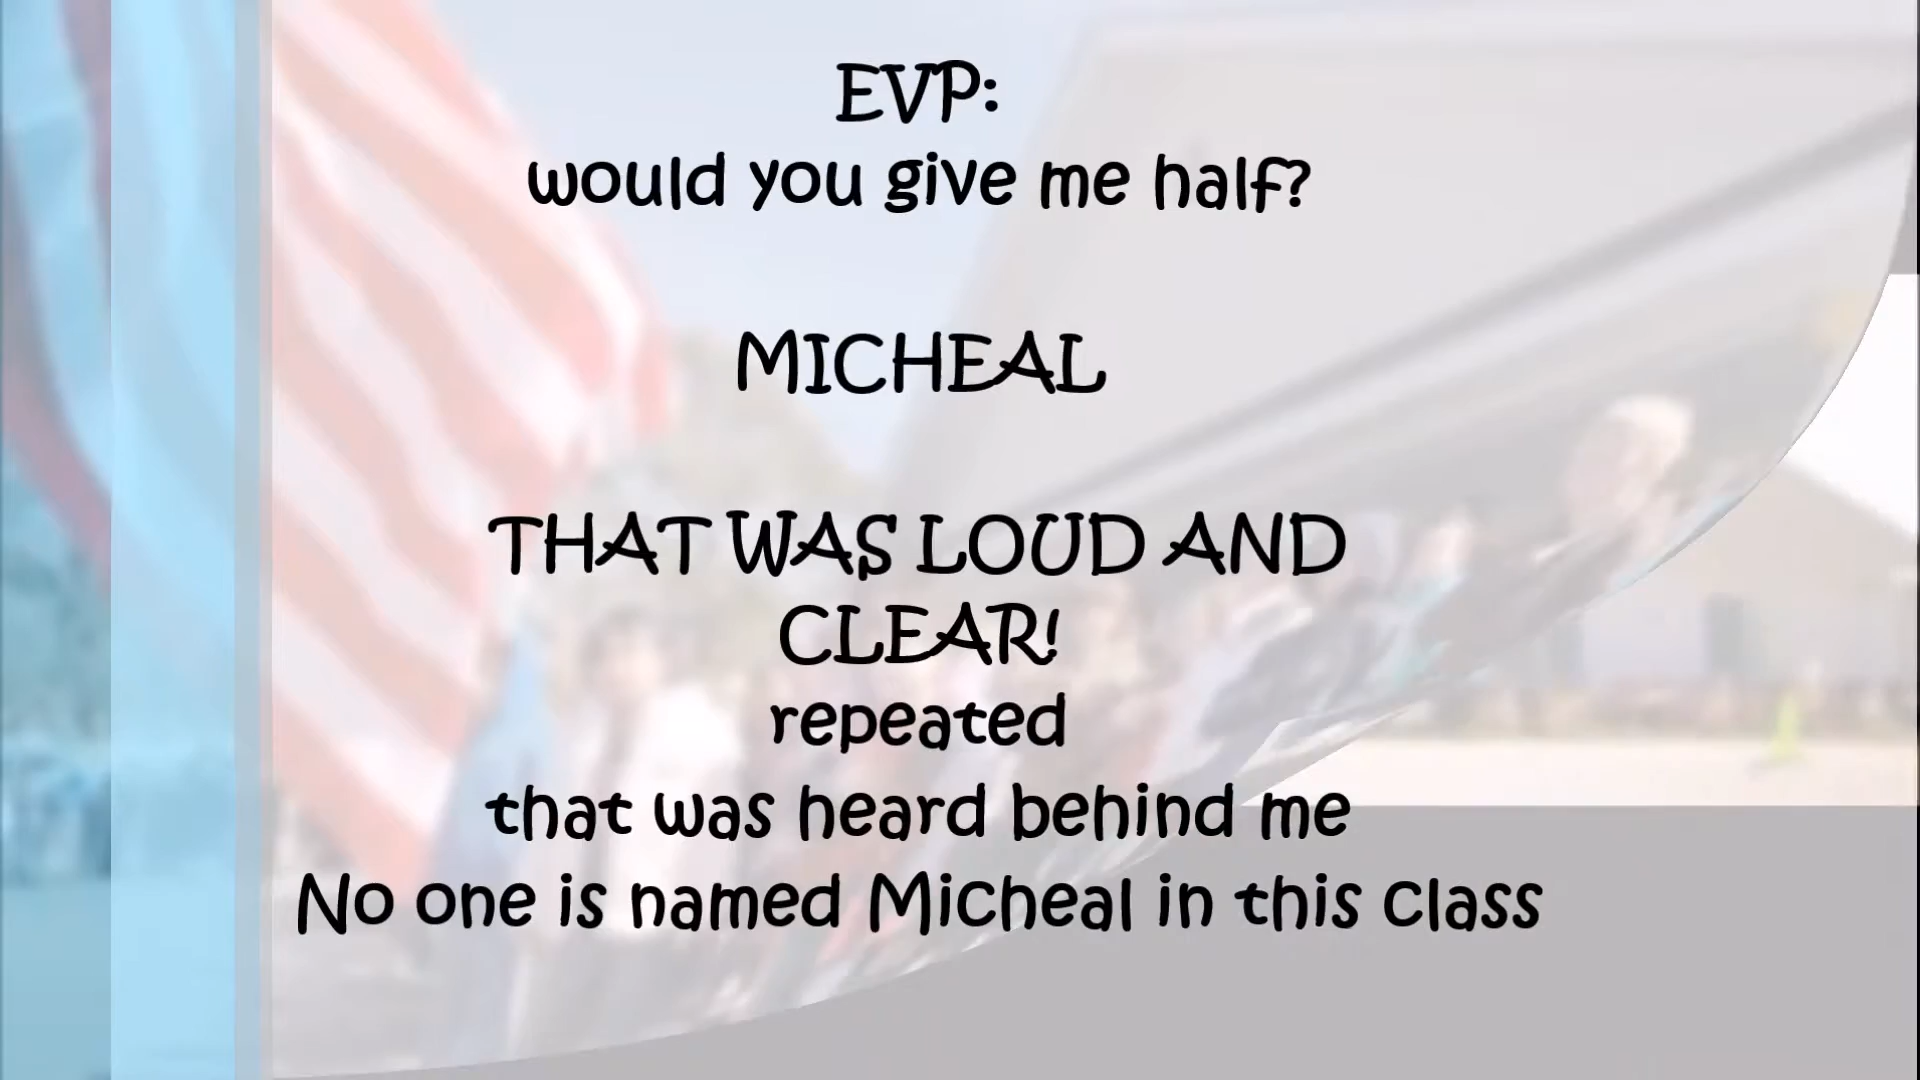 EVP:
would you give me half?
MICHEAL
THAT WAS LOUD AND
CLEAR!
repeated
that was heard behind me
No one is named Micheal in this class